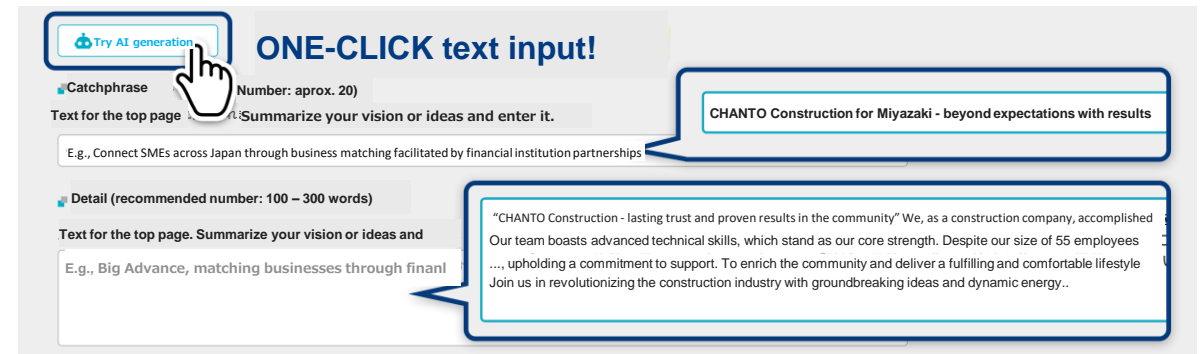 Try AI generation
ONE-CLICK text input!
Catchphrase
Number: aprox. 20)
Text for the top page
Summarize your vision or ideas and enter it.
CHANTO Construction for Miyazaki - beyond expectations with results
E.g., Connect SMEs across Japan through business matching facilitated by financial institution partnerships
Detail (recommended number: 100 – 300 words)
Text for the top page. Summarize your vision or ideas and
E.g., Big Advance, matching businesses through finanl
“CHANTO Construction - lasting trust and proven results in the community” We, as a construction company, accomplished
Our team boasts advanced technical skills, which stand as our core strength. Despite our size of 55 employees
..., upholding a commitment to support. To enrich the community and deliver a fulfilling and comfortable lifestyle
Join us in revolutionizing the construction industry with groundbreaking ideas and dynamic energy..